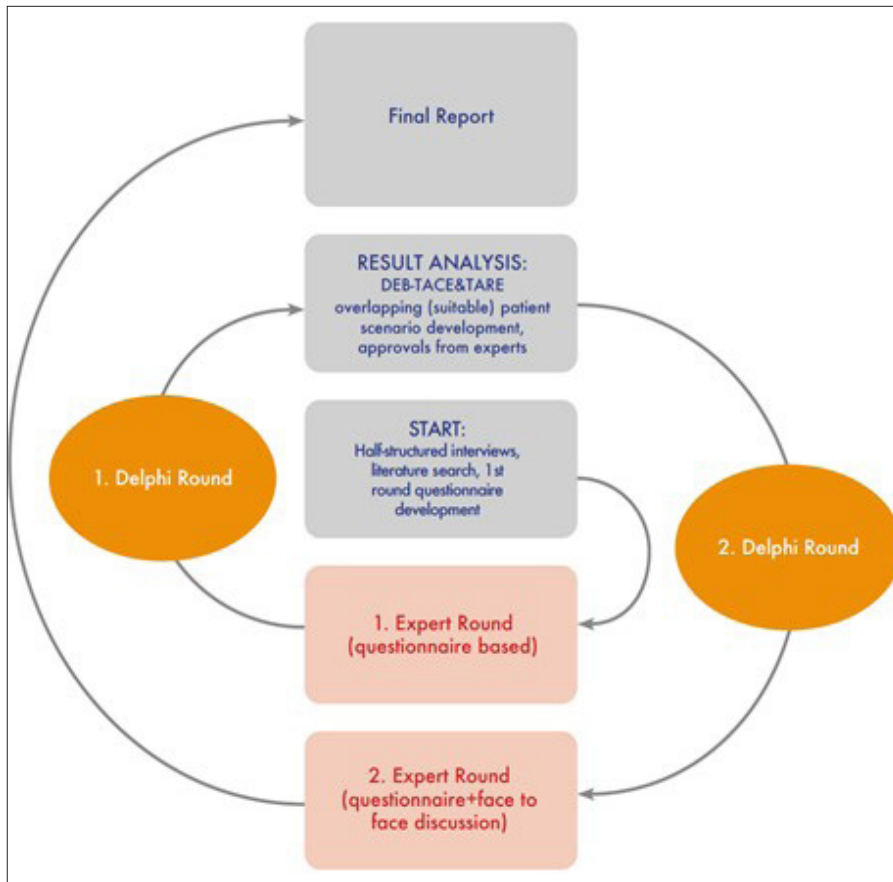 Final Report
RESULT ANALYSIS:
DEB-TACE&TARE
overlapping (suitable) patient
scenario development,
approvals from experts
START:
Half-structured interviews,
literature search, 1st
round questionnaire
development
1. Delphi Round
2. Delphi Round
1. Expert Round
(questionnaire based)
2. Expert Round
(questionnaire+face to
face discussion)